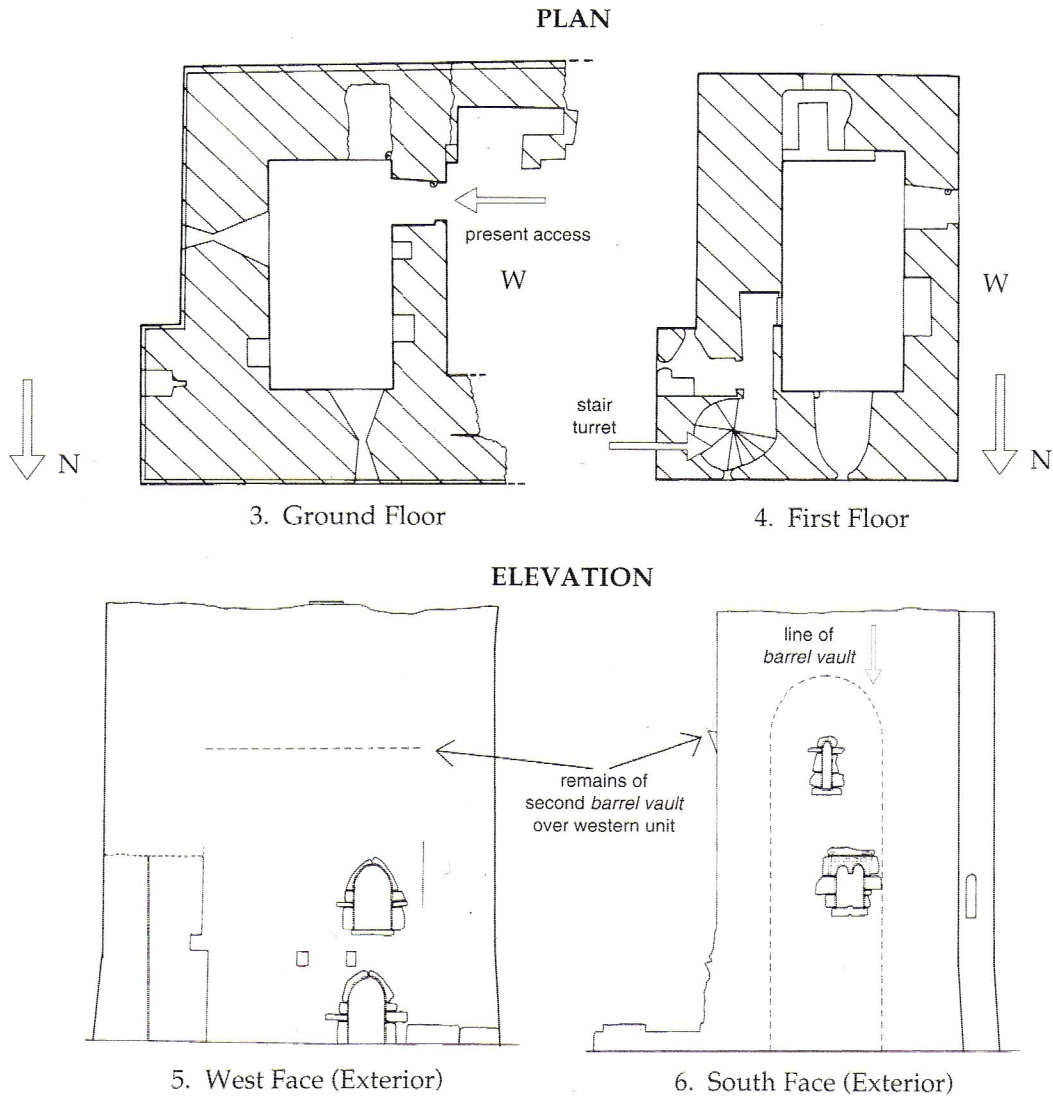 PLAN
present access
W
N
3. Ground Floor
W
stair
turret
N
4. First Floor
ELEVATION
line of
barrel vault
remains of
second barrel vault
over western unit
5. West Face (Exterior)
6. South Face (Exterior)